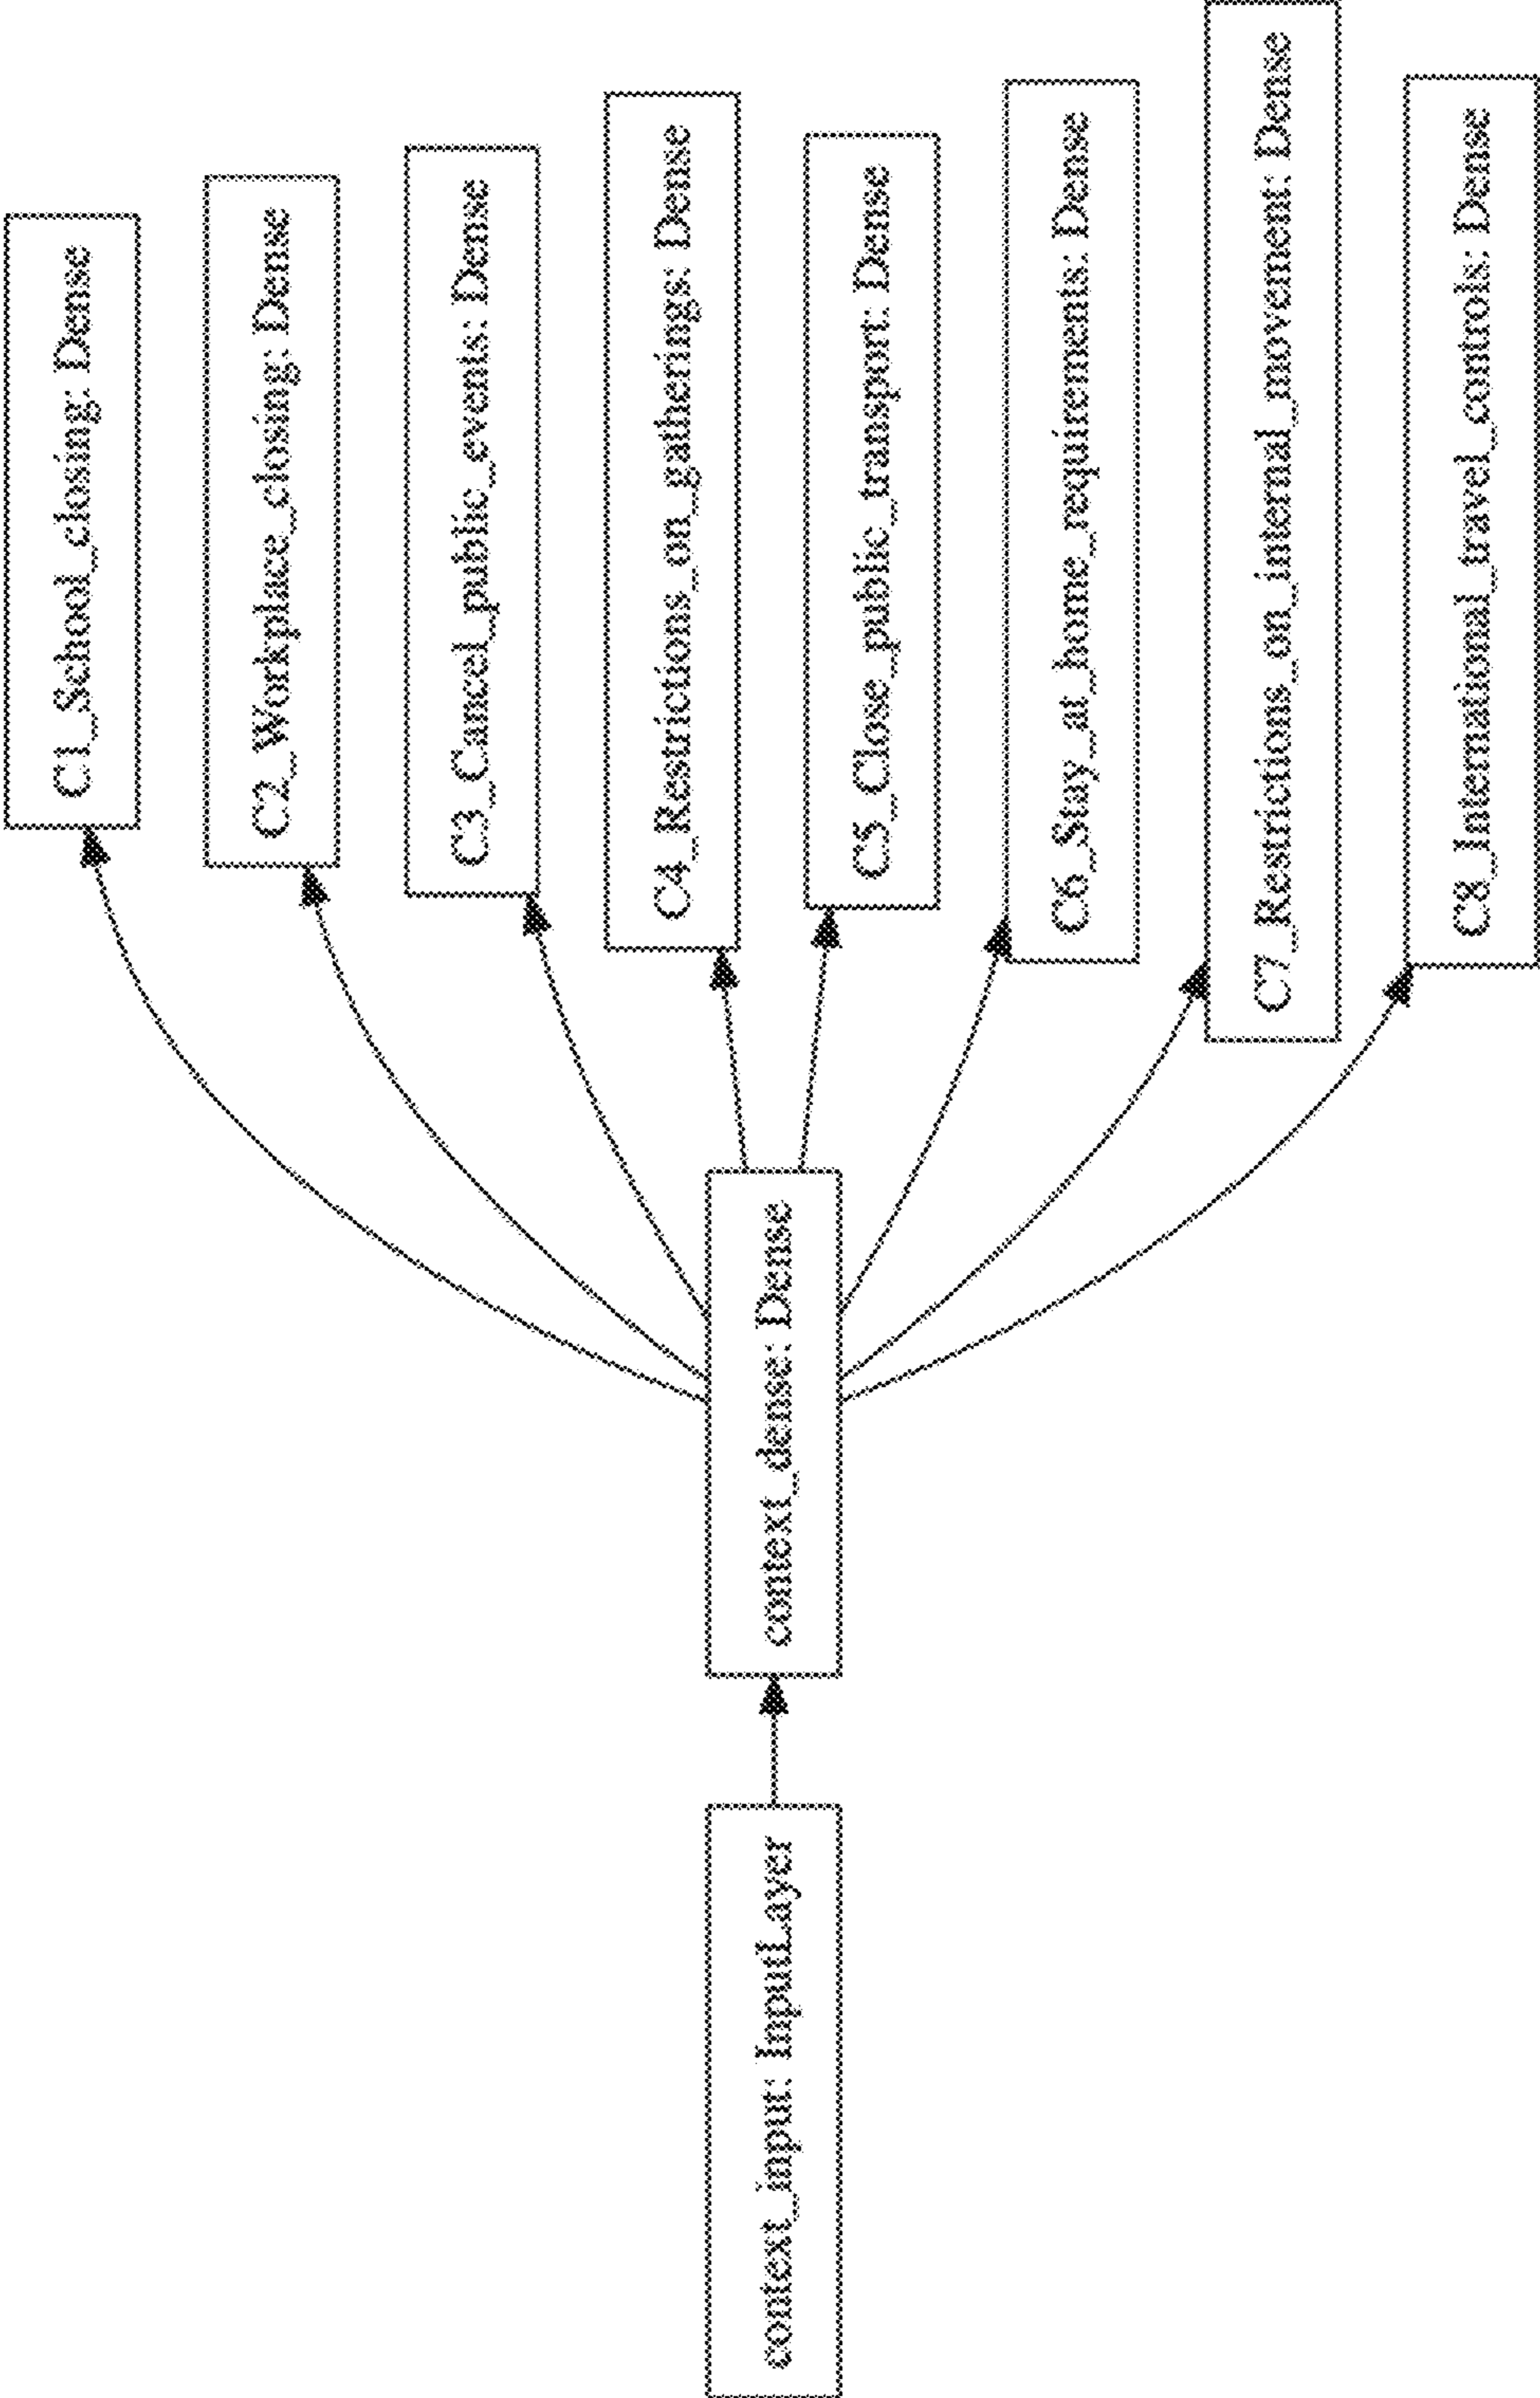 context_input: InputLayer
context_dense: Dense
C1_School_closing: Dense
C2_Workplace_closing: Dense
C3_Cancel_public_events: Dense
C4_Restrictions_on_gatherings: Dense
C5_Close_public_transport: Dense
C6_Stay_at_home_requirements: Dense
C7_Restrictions_on_internal_movement: Dense
C8_International_travel_controls: Dense